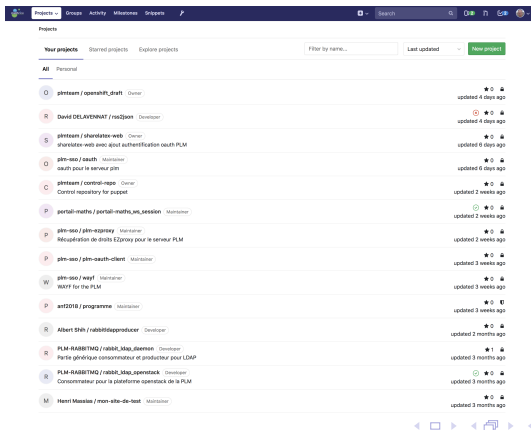 Projects Groups Activity Milestones Snippets Search
Projects
Your projects Starred projects Explore projects Filter by name... Last updated New project
All Personal
O plmteam / openshift_draft Owner 0
updated 4 days ago
R David DELAVENNAT / rss2json Developer 0
updated 4 days ago
S plmteam / sharelatex-web Owner 0
sharelatex-web avec ajout authentification oauth PLM updated 6 days ago
O plm-sso / oauth Maintainer 0
oauth pour le serveur plm updated 6 days ago
C plmteam / control-repo Owner 0
Control repository for puppet updated 2 weeks ago
P portail-maths / portail-maths_ws_session Maintainer 0
updated 2 weeks ago
P plm-sso / plm-ezproxy Maintainer 0
Récupération de droits EZproxy pour le serveur PLM updated 2 weeks ago
P plm-sso / plm-oauth-client Maintainer 0
updated 3 weeks ago
W plm-sso / wayf Maintainer 0
WAYF for the PLM updated 3 weeks ago
P anf2018 / programme Maintainer 0
updated 3 weeks ago
R Albert Shih / rabbitldapproducer Developer 0
updated 2 months ago
R PLM-RABBITMQ / rabbit_ldap_daemon Developer 1
Partie générique consommateur et producteur pour LDAP updated 3 months ago
R PLM-RABBITMQ / rabbit_ldap_openstack Developer 0
Consommateur pour la plateforme openstack de la PLM updated 3 months ago
M Henri Massias / mon-site-de-test Maintainer 0
updated 3 months ago